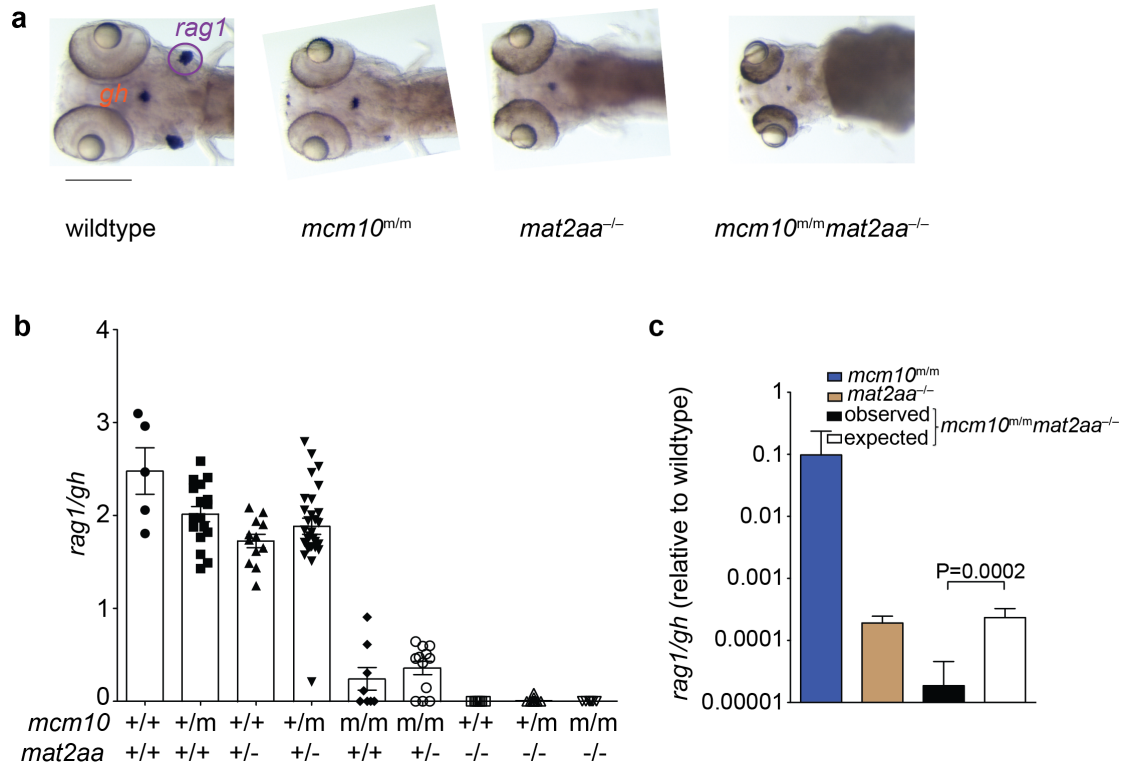 a
rag1
gh
wildtype
mcm10m/m
mat2aa–/–
mcm10m/mmat2aa–/–
b
4
3
2
1
0
rag1/gh
mcm10 +/+ +/m +/+ +/m m/m m/m +/+ +/m m/m
mat2aa +/+ +/+ +/- +/- +/+ +/- -/- -/- -/-
c
mcm10m/m
mat2aa–/–
observed
expected
mcm10m/mmat2aa–/–
1
0.1
0.01
0.001
0.0001
0.00001
rag1/gh (relative to wildtype)
P=0.0002